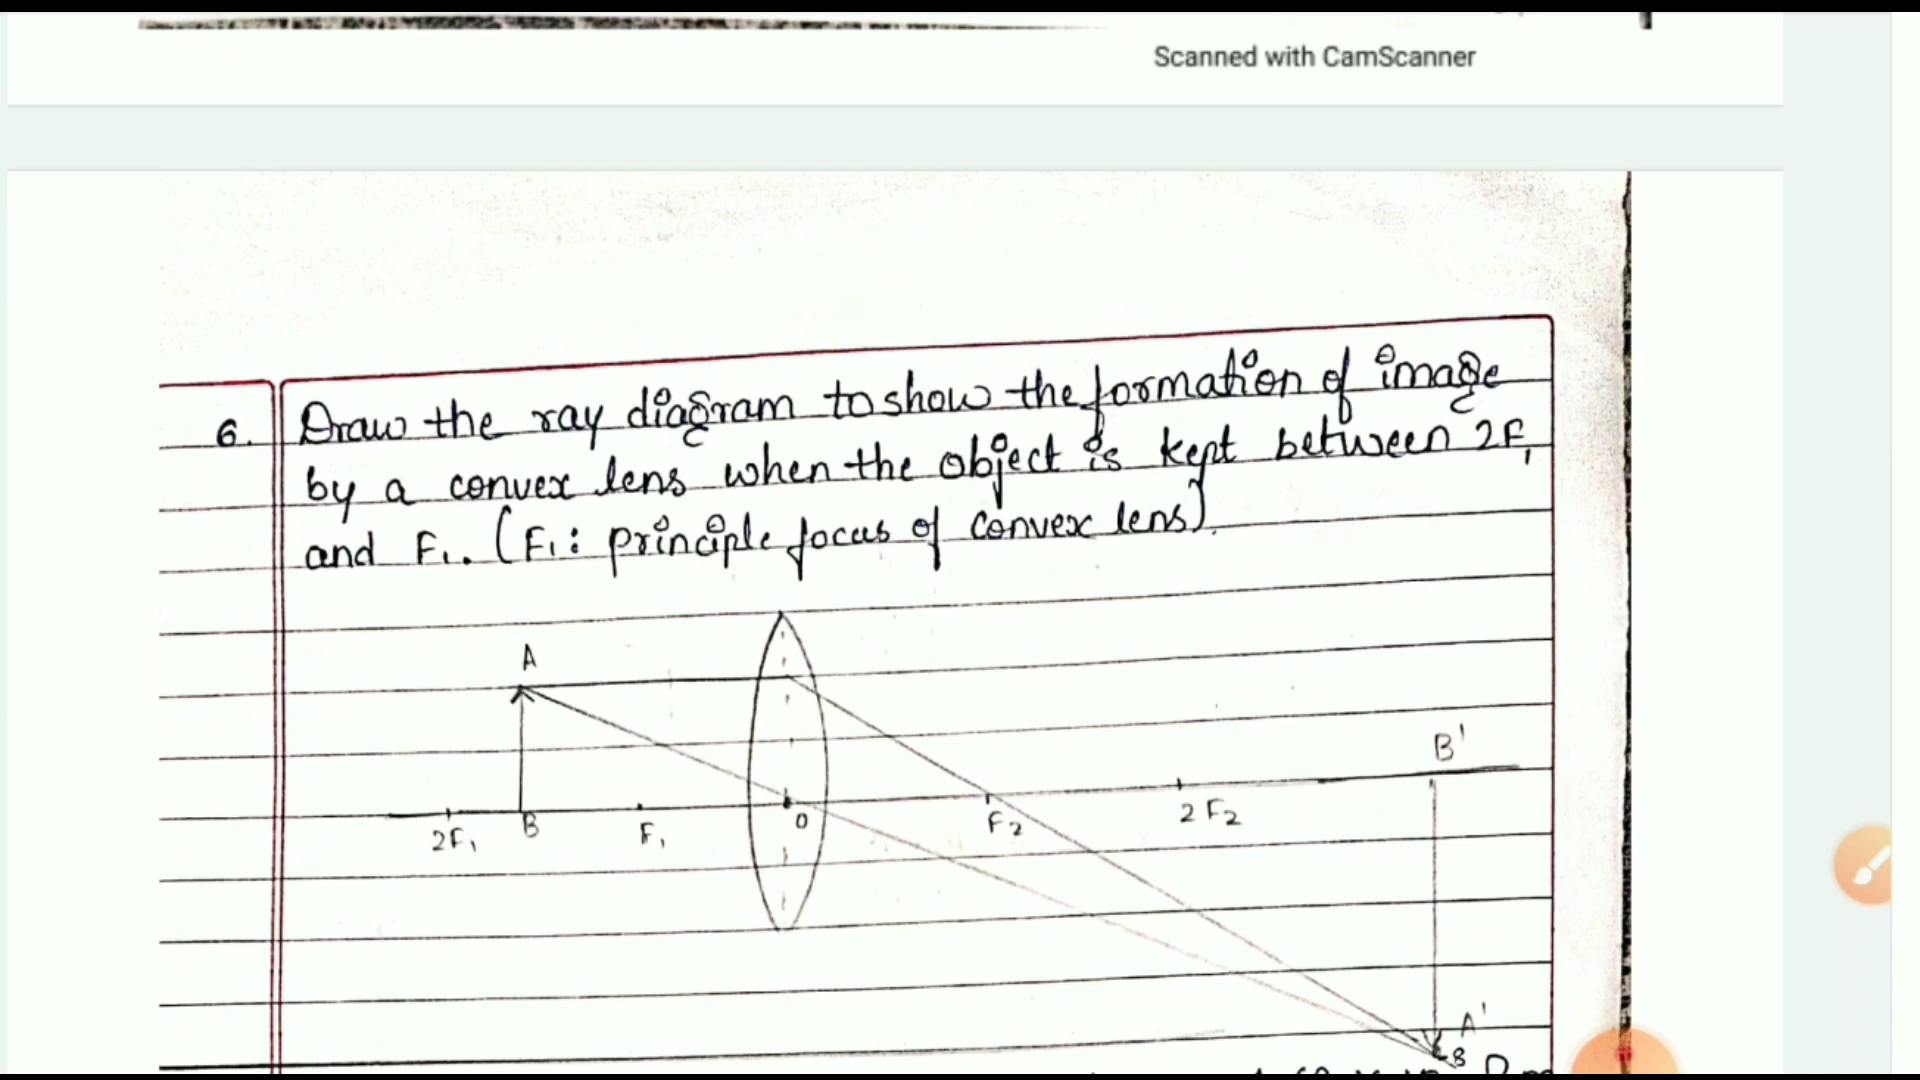 Scanned with CamScanner
6. Draw the ray diagram to show the formation of image
by a convex lens when the object is kept between 2F₁
and F₁. (F₁: principle focus of convex lens).
A
B'
2F₁ B F₁ O F₂ 2F₂
A'